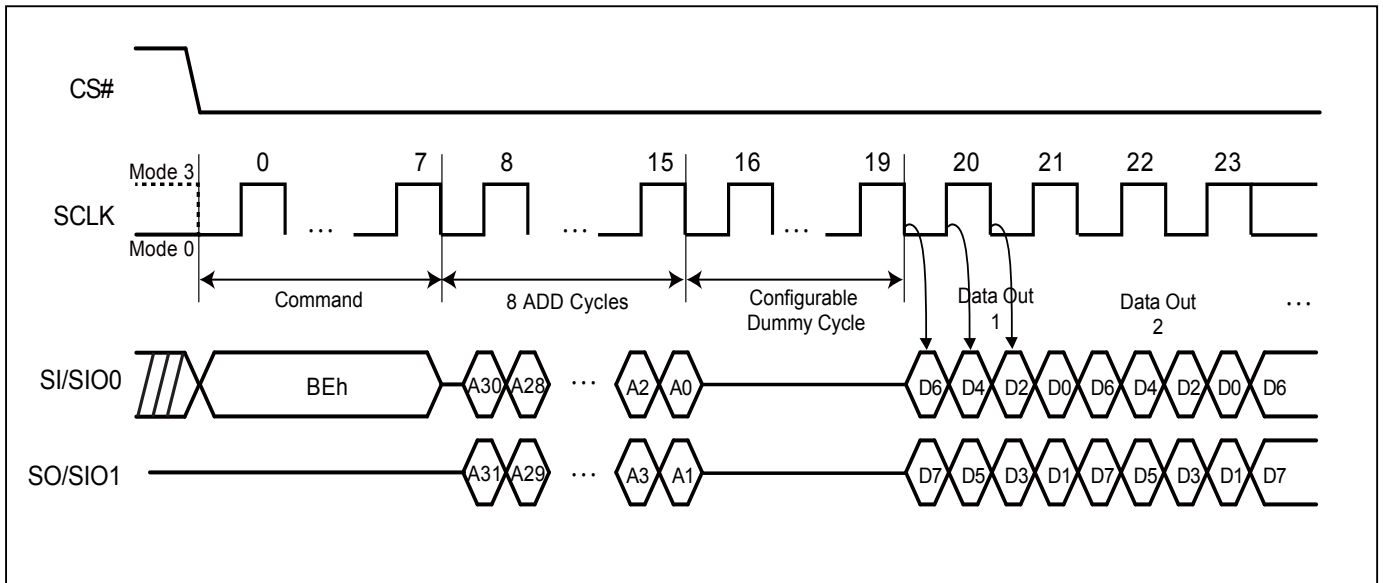 CS#
Mode 3 0 7 8 15 16 19 20 21 22 23
SCLK
... ... ...
Mode 0
Command 8 ADD Cycles Configurable Dummy Cycle Data Out 1 Data Out 2 ...
SI/SIO0 BEh A30 A28 ... A2 A0 D6 D4 D2 D0 D6 D4 D2 D0 D6
SO/SIO1 A31 A29 ... A3 A1 D7 D5 D3 D1 D7 D5 D3 D1 D7